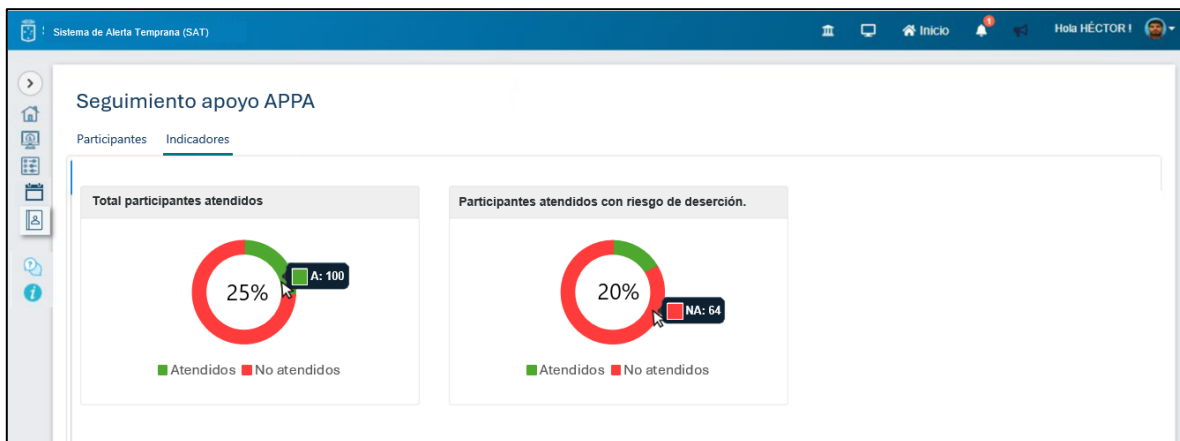 Sistema de Alerta Temprana (SAT)
Inicio
1
Hola HÉCTOR !
Seguimiento apoyo APPA
Participantes Indicadores
Total participantes atendidos
Participantes atendidos con riesgo de deserción.
25%
A: 100
20%
NA: 64
Atendidos No atendidos
Atendidos No atendidos